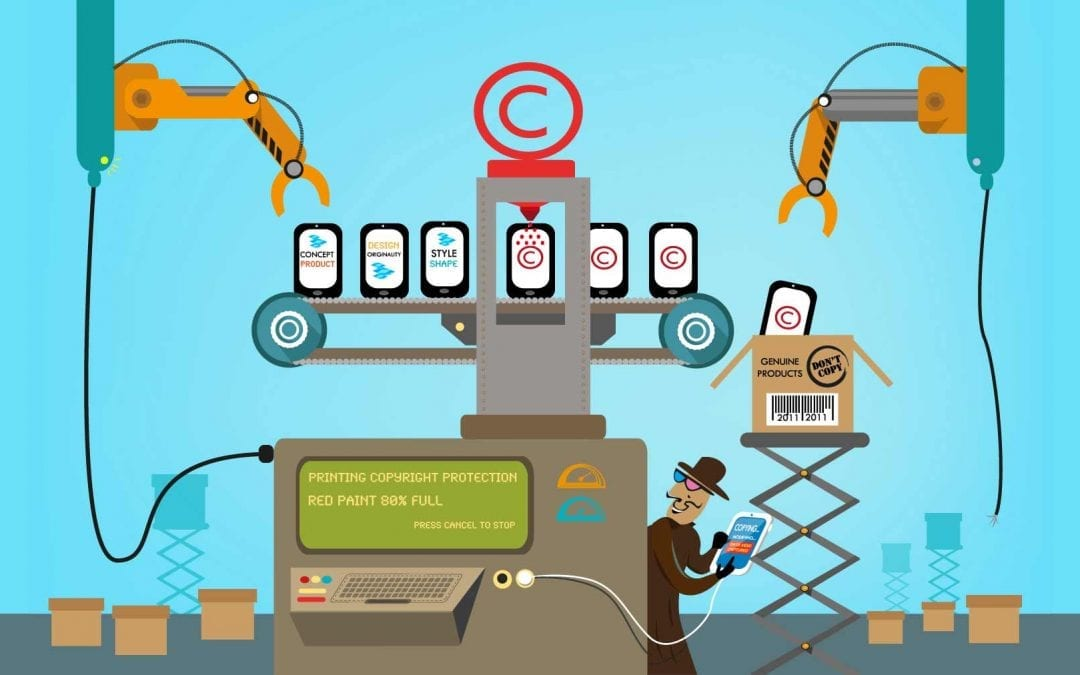 CONCEPT
PRODUCT
DESIGN
ORIGINALITY
STYLE
SHAPE
©
©
©
©
©
GENUINE
PRODUCTS
DON'T
COPY
2011 2011
PRINTING COPYRIGHT PROTECTION
RED PAINT 80% FULL
PRESS CANCEL TO STOP
COPYING...